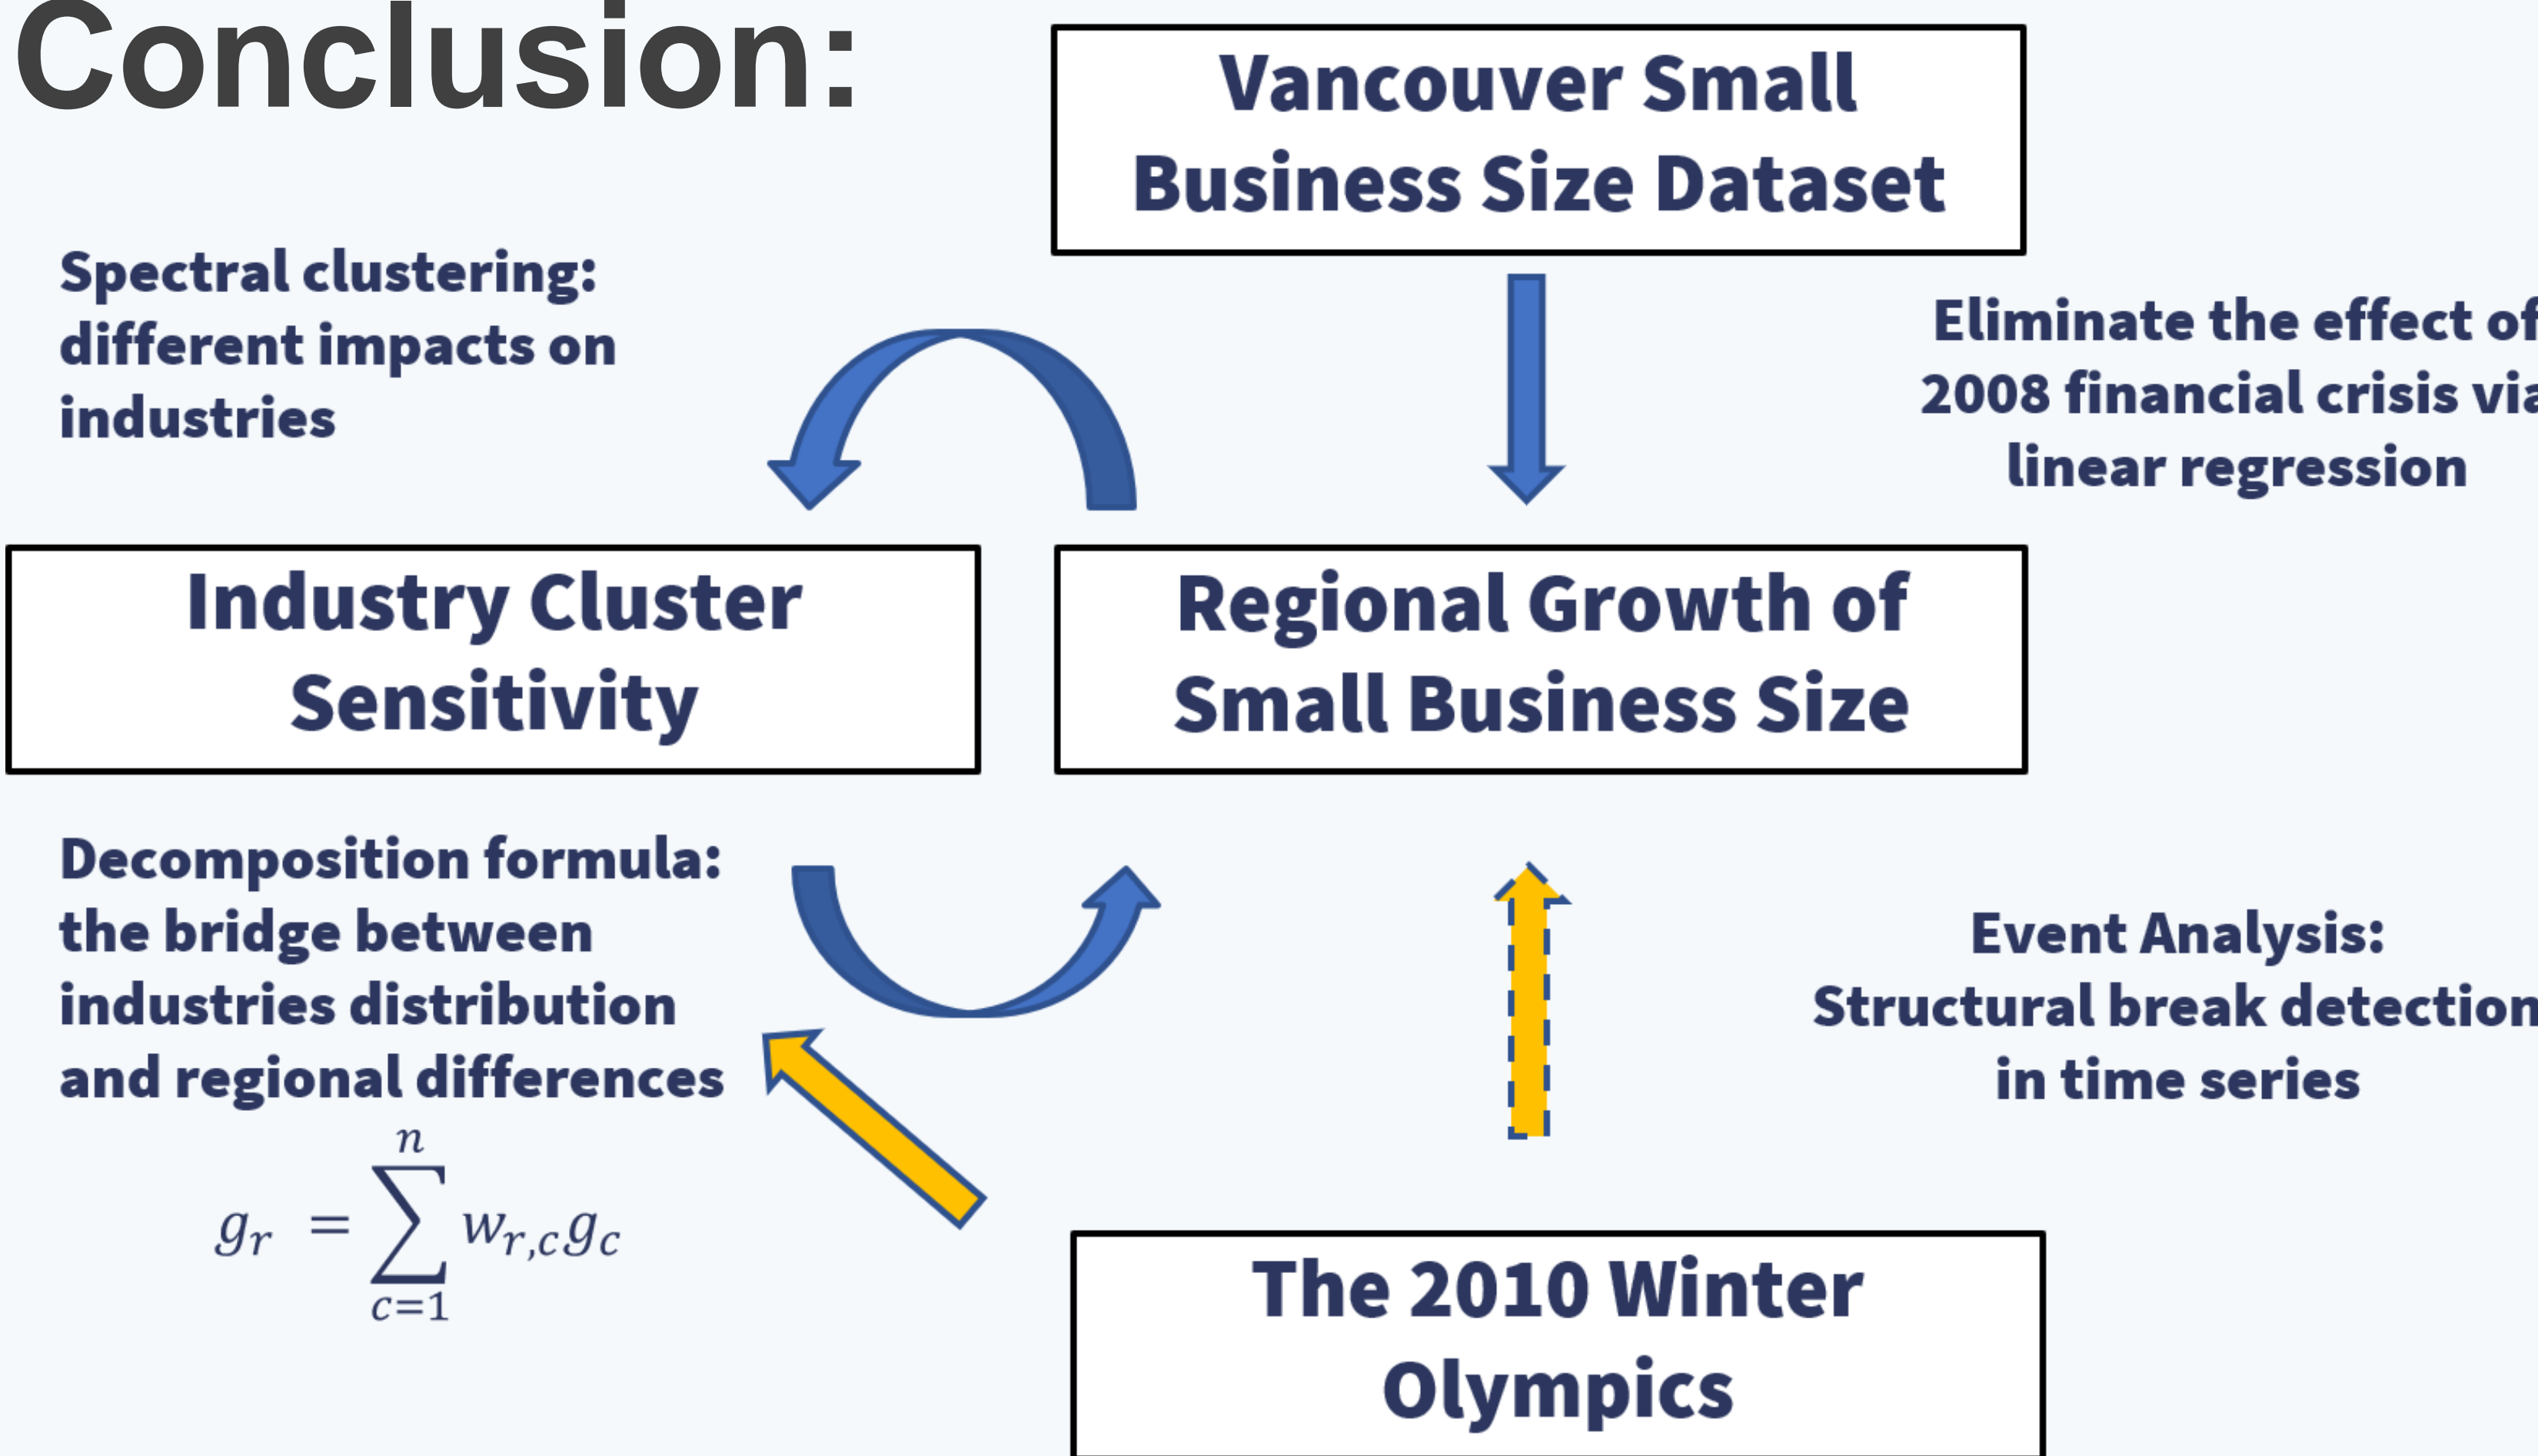 Conclusion:
Vancouver Small
Business Size Dataset
Spectral clustering:
different impacts on
industries
Eliminate the effect of
2008 financial crisis via
linear regression
Industry Cluster
Sensitivity
Regional Growth of
Small Business Size
Decomposition formula:
the bridge between
industries distribution
and regional differences
g_r = \sum_{c=1}^{n} w_{r,c} g_c
Event Analysis:
Structural break detection
in time series
The 2010 Winter
Olympics